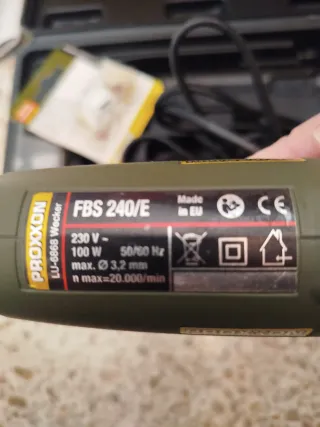 PROXXON
LU-6868 Wecker
FBS 240/E
Made
in EU
CE
230 V ~
100 W 50/60 Hz
max. Ø 3,2 mm
n max=20.000/min